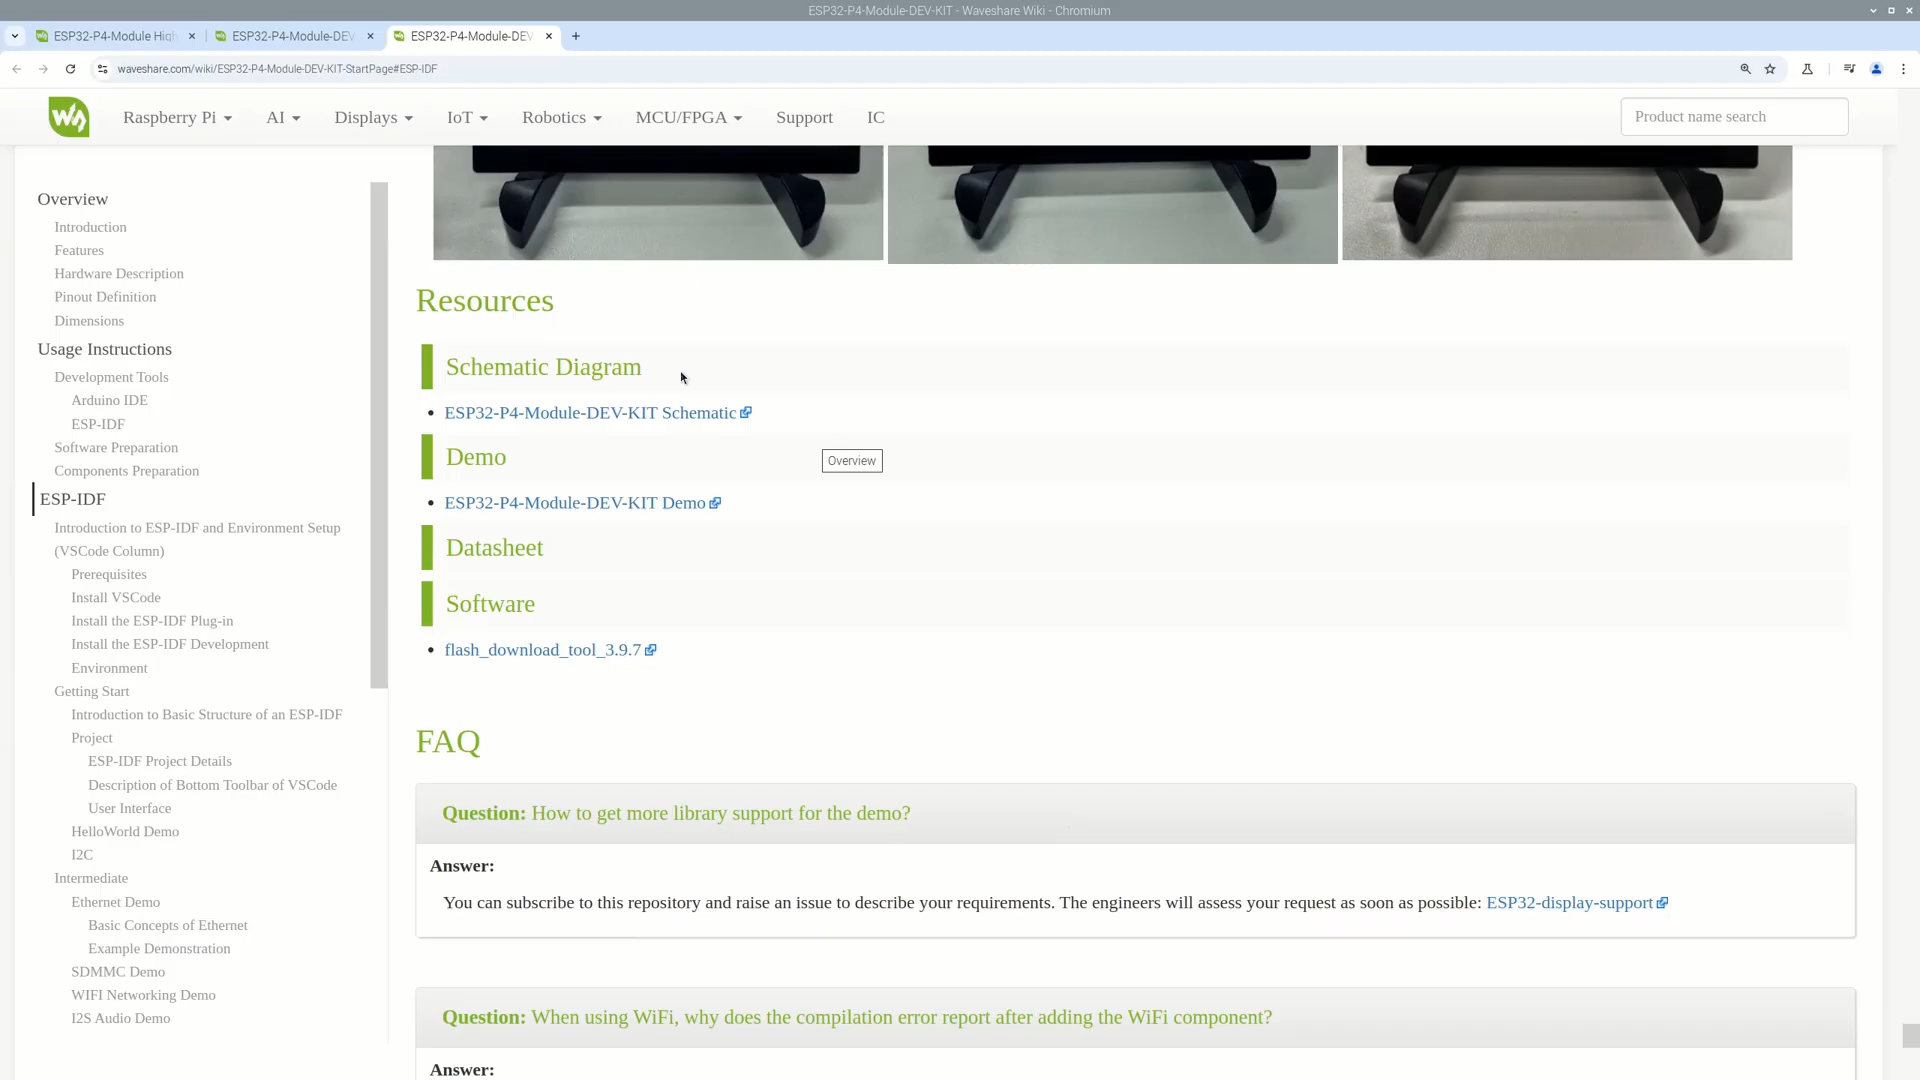 ESP32-P4-Module-DEV-KIT - Waveshare Wiki - Chromium
ESP32-P4-Module High
ESP32-P4-Module-DEV
ESP32-P4-Module-DEV
waveshare.com/wiki/ESP32-P4-Module-DEV-KIT-StartPage#ESP-IDF
Raspberry Pi
AI
Displays
IoT
Robotics
MCU/FPGA
Support
IC
Product name search
Overview
Introduction
Features
Hardware Description
Pinout Definition
Dimensions
Usage Instructions
Development Tools
Arduino IDE
ESP-IDF
Software Preparation
Components Preparation
ESP-IDF
Introduction to ESP-IDF and Environment Setup
(VSCode Column)
Prerequisites
Install VSCode
Install the ESP-IDF Plug-in
Install the ESP-IDF Development
Environment
Getting Start
Introduction to Basic Structure of an ESP-IDF
Project
ESP-IDF Project Details
Description of Bottom Toolbar of VSCode
User Interface
HelloWorld Demo
I2C
Intermediate
Ethernet Demo
Basic Concepts of Ethernet
Example Demonstration
SDMMC Demo
WIFI Networking Demo
I2S Audio Demo
Resources
Schematic Diagram
• ESP32-P4-Module-DEV-KIT Schematic
Demo
Overview
• ESP32-P4-Module-DEV-KIT Demo
Datasheet
Software
• flash_download_tool_3.9.7
FAQ
Question: How to get more library support for the demo?
Answer:
You can subscribe to this repository and raise an issue to describe your requirements. The engineers will assess your request as soon as possible: ESP32-display-support
Question: When using WiFi, why does the compilation error report after adding the WiFi component?
Answer: